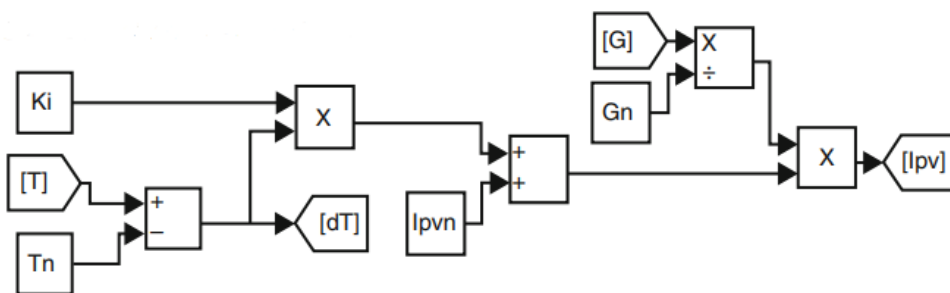 [G]
X
÷
Ki
X
Gn
+
+
X
[Ipv]
[T]
+
−
[dT]
Ipvn
Tn